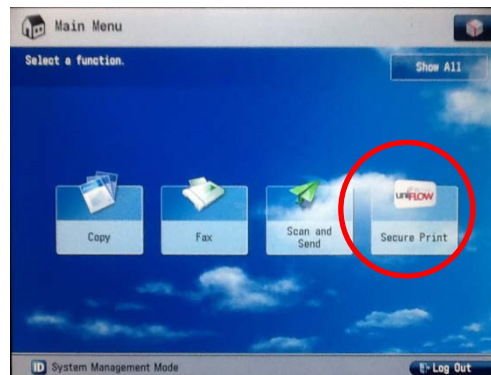 Main Menu
Select a function.
Show All
uniFLOW
Copy
Fax
Scan and
Send
Secure Print
ID System Management Mode
Log Out